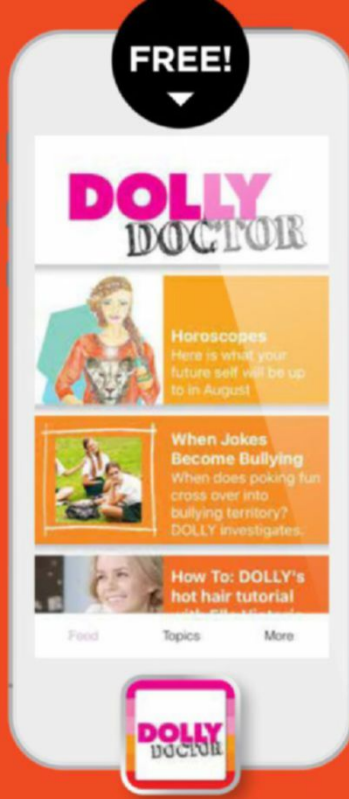 FREE!
DOLLY
DOCTOR
Horoscopes
Here is what your
future self will be up
to in August
When Jokes
Become Bullying
When does poking fun
cross over into
bullying territory?
DOLLY investigates.
How To: DOLLY's
hot hair tutorial
with Elle
Feed Topics More
DOLLY
DOCTOR